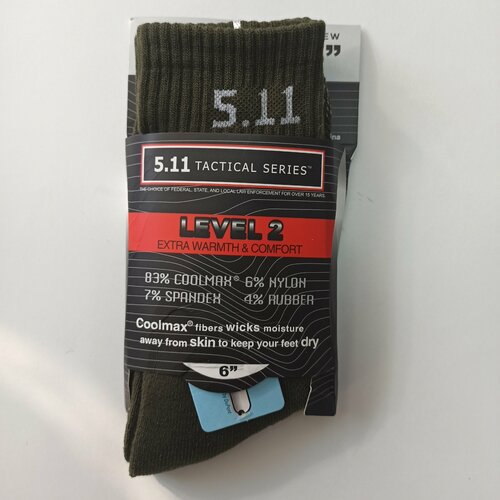 EW
”
5.11
5.11 TACTICAL SERIES™
THE CHOICE OF FEDERAL, STATE, AND LOCAL LAW ENFORCEMENT FOR OVER 15 YEARS.
LEVEL 2
EXTRA WARMTH & COMFORT
83% COOLMAX® 6% NYLON
7% SPANDEX 4% RUBBER
Coolmax® fibers wicks moisture
away from skin to keep your feet dry
6”